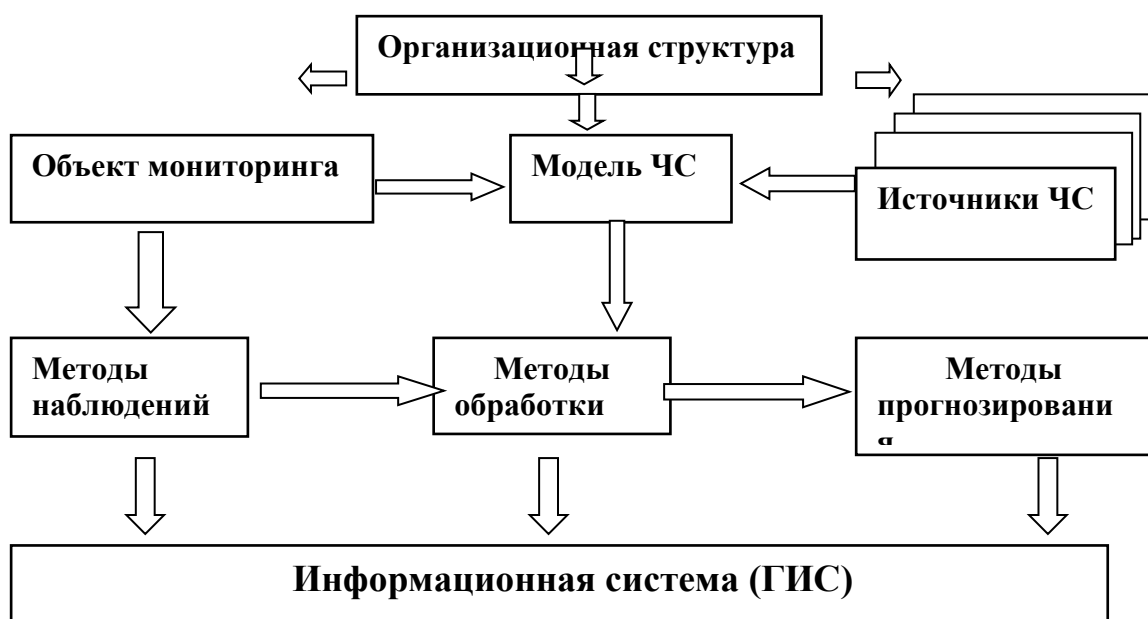 Организационная структура
Объект мониторинга
Модель ЧС
Источники ЧС
Методы
наблюдений
Методы
обработки
Методы
прогнозировани
я
Информационная система (ГИС)